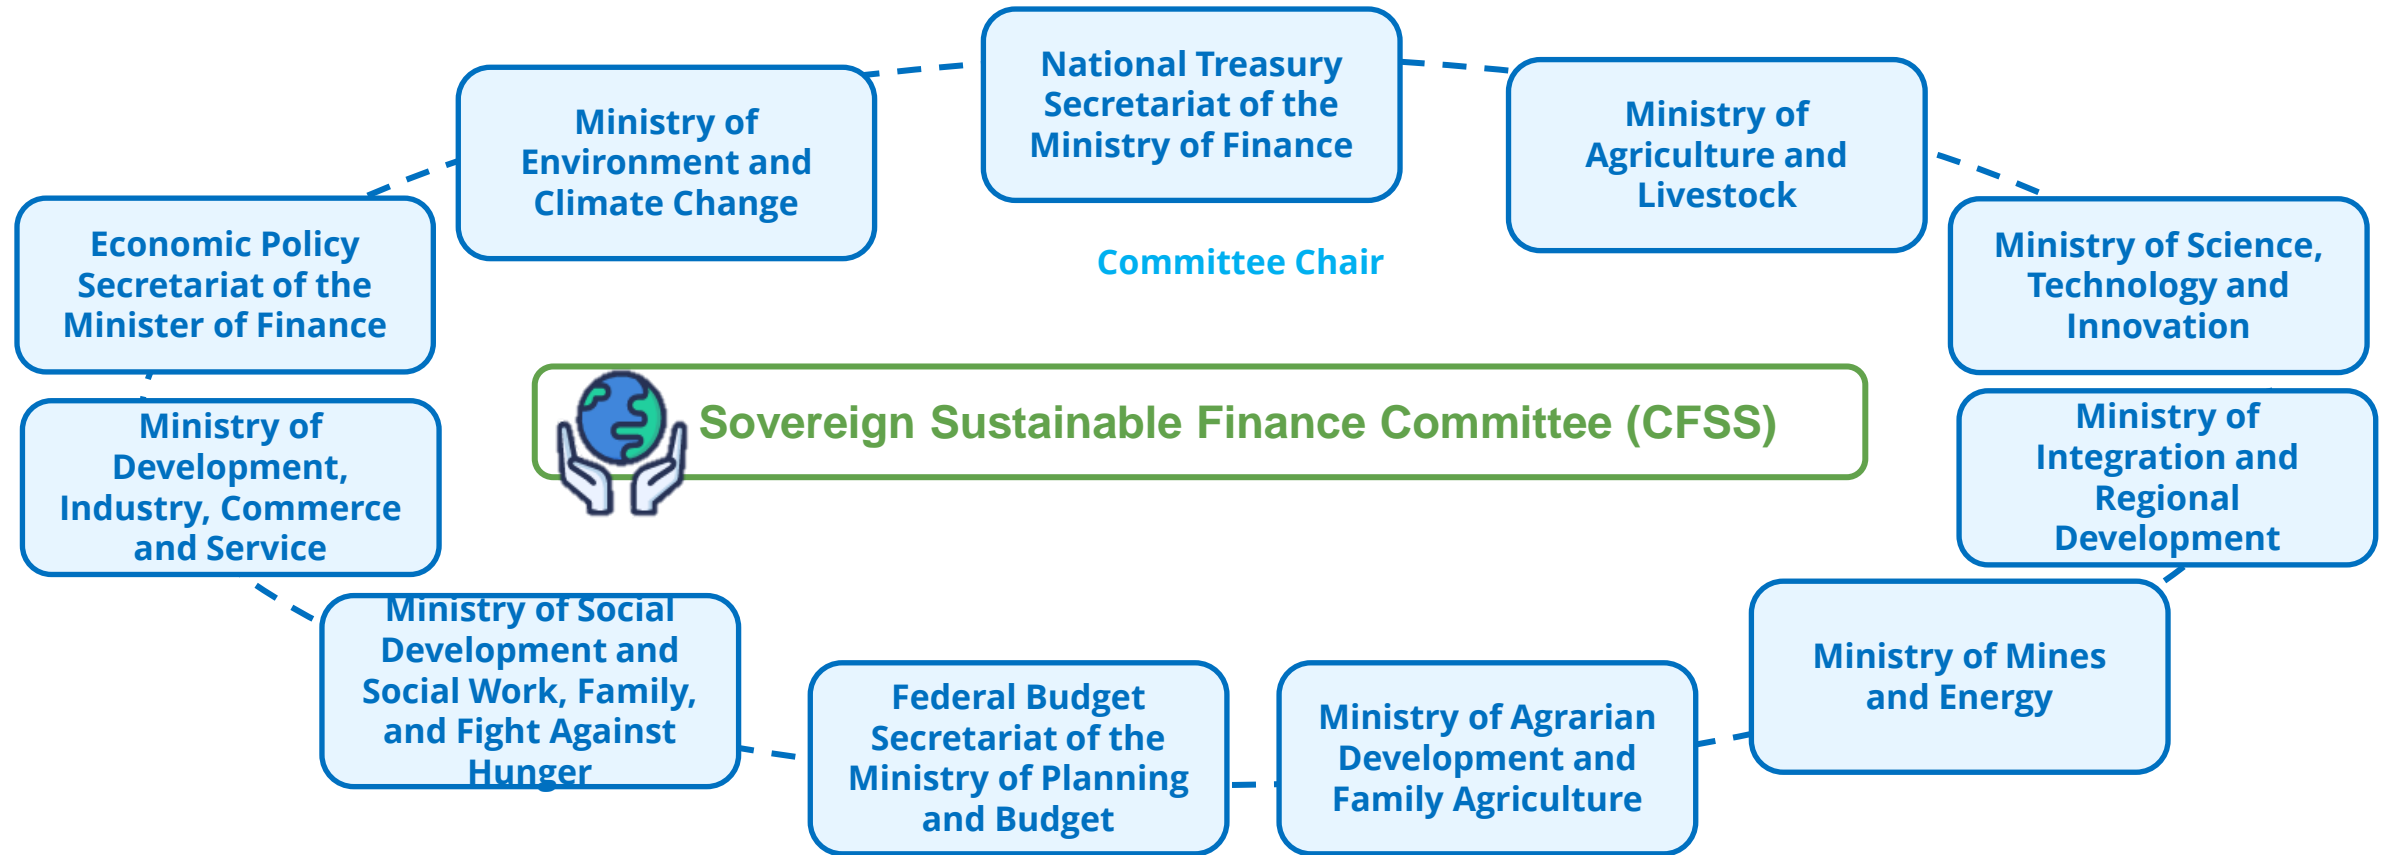 National Treasury
Secretariat of the
Ministry of Finance
Ministry of
Environment and
Climate Change
Ministry of
Agriculture and
Livestock
Economic Policy
Secretariat of the
Minister of Finance
Committee Chair
Ministry of Science,
Technology and
Innovation
Sovereign Sustainable Finance Committee (CFSS)
Ministry of
Development,
Industry, Commerce
and Service
Ministry of
Integration and
Regional
Development
Ministry of Social
Development and
Social Work, Family,
and Fight Against
Hunger
Federal Budget
Secretariat of the
Ministry of Planning
and Budget
Ministry of Agrarian
Development and
Family Agriculture
Ministry of Mines
and Energy